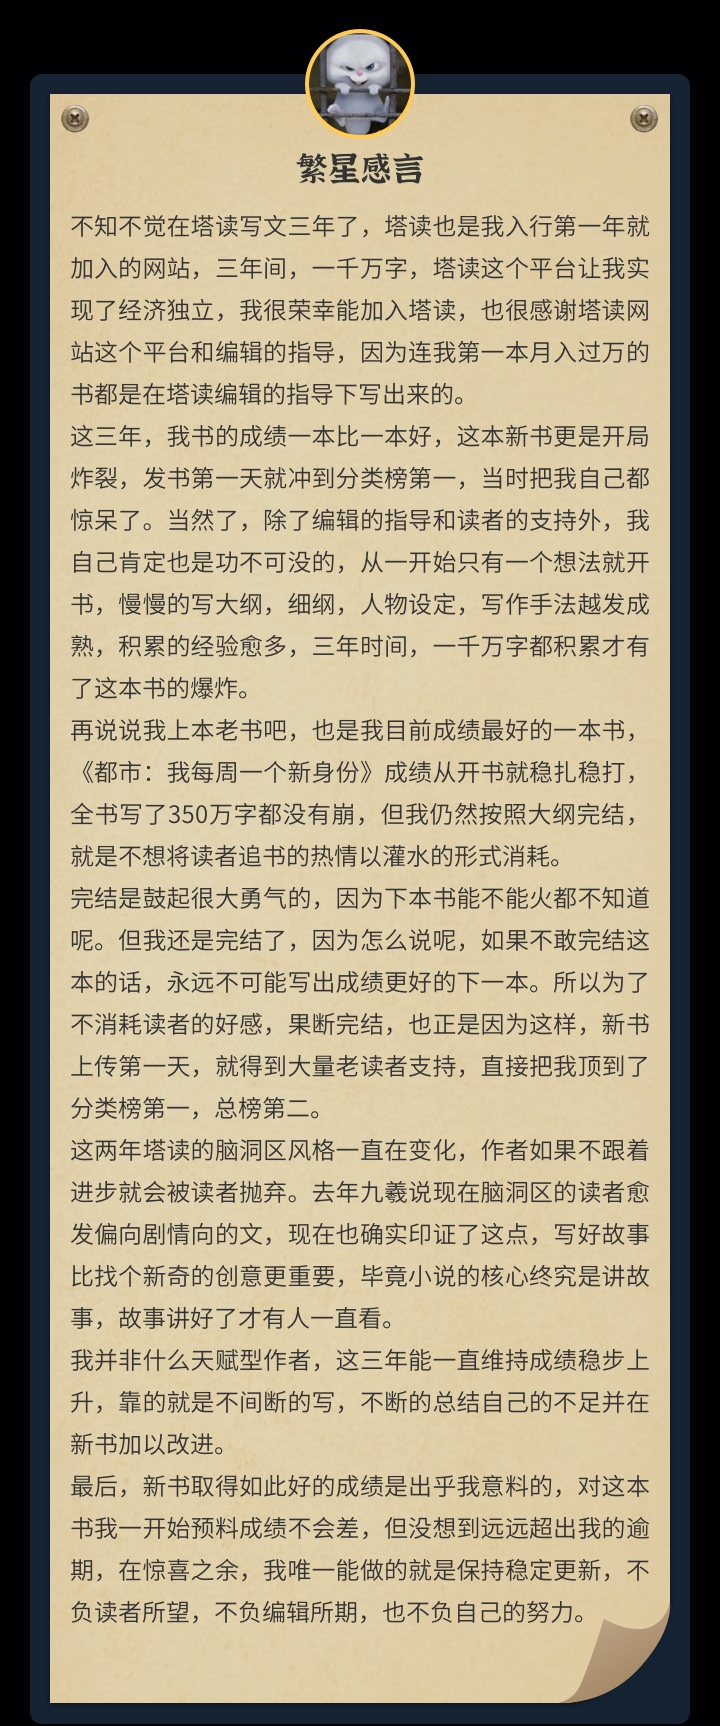 繁星感言
不知不觉在塔读写文三年了，塔读也是我入行第一年就
加入的网站，三年间，一千万字，塔读这个平台让我实
现了经济独立，我很荣幸能加入塔读，也很感谢塔读网
站这个平台和编辑的指导，因为连我第一本月入过万的
书都是在塔读编辑的指导下写出来的。
这三年，我书的成绩一本比一本好，这本新书更是开局
炸裂，发书第一天就冲到分类榜第一，当时把我自己都
惊呆了。当然了，除了编辑的指导和读者的支持外，我
自己肯定也是功不可没的，从一开始只有一个想法就开
书，慢慢的写大纲，细纲，人物设定，写作手法越发成
熟，积累的经验愈多，三年时间，一千万字都积累才有
了这本书的爆炸。
再说说我上本老书吧，也是我目前成绩最好的一本书，
《都市：我每周一个新身份》成绩从开书就稳扎稳打，
全书写了350万字都没有崩，但我仍然按照大纲完结，
就是不想将读者追书的热情以灌水的形式消耗。
完结是鼓起很大勇气的，因为下本书能不能火都不知道
呢。但我还是完结了，因为怎么说呢，如果不敢完结这
本的话，永远不可能写出成绩更好的下一本。所以为了
不消耗读者的好感，果断完结，也正是因为这样，新书
上传第一天，就得到大量老读者支持，直接把我顶到了
分类榜第一，总榜第二。
这两年塔读的脑洞区风格一直在变化，作者如果不跟着
进步就会被读者抛弃。去年九羲说现在脑洞区的读者愈
发偏向剧情向的文，现在也确实印证了这点，写好故事
比找个新奇的创意更重要，毕竟小说的核心终究是讲故
事，故事讲好了才有人一直看。
我并非什么天赋型作者，这三年能一直维持成绩稳步上
升，靠的就是不间断的写，不断的总结自己的不足并在
新书加以改进。
最后，新书取得如此好的成绩是出乎我意料的，对这本
书我一开始预料成绩不会差，但没想到远远超出我的逾
期，在惊喜之余，我唯一能做的就是保持稳定更新，不
负读者所望，不负编辑所期，也不负自己的努力。